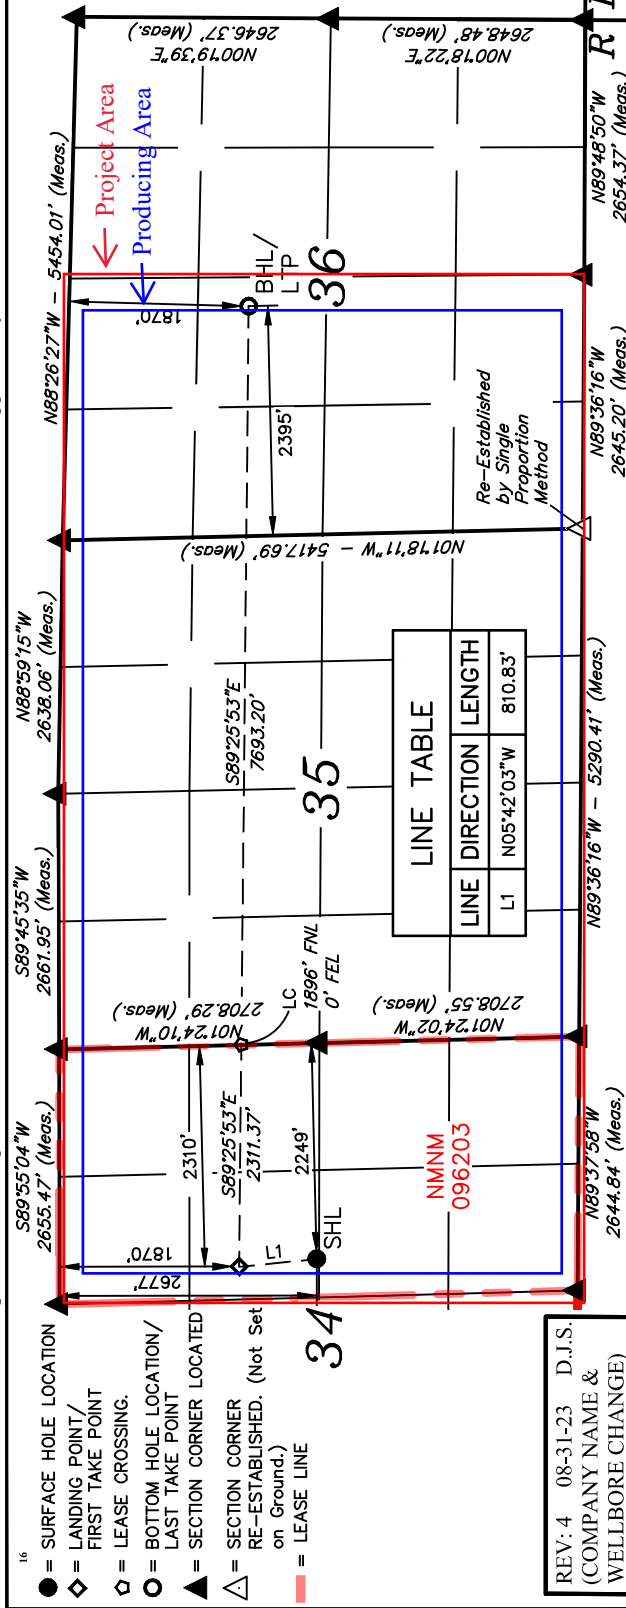 16
● = SURFACE HOLE LOCATION
◇ = LANDING POINT/
FIRST TAKE POINT
= LEASE CROSSING.
○ = BOTTOM HOLE LOCATION/
LAST TAKE POINT
▲ = SECTION CORNER LOCATED
△ = SECTION CORNER
RE-ESTABLISHED. (Not Set
on Ground.)
= LEASE LINE
REV: 4 08-31-23 D.J.S.
(COMPANY NAME &
WELLBORE CHANGE)
S89°55'04"W
2655.47' (Meas.)
S89°45'35"W
2661.95' (Meas.)
N88°59'15"W
2638.06' (Meas.)
N88°26'27"W - 5454.01' (Meas.)
Project Area
Producing Area
N00°19'39"E
2646.37' (Meas.)
N00°18'22"E
2648.48' (Meas.)
1870'
2677'
L1
SHL
34
2310'
S89°25'53"E
2311.37'
2249'
NMNM
096203
N01°24'10"W
2708.29' (Meas.)
LC
1896' FNL
0' FEL
N01°24'02"W
2708.55' (Meas.)
S89°25'53"E
7693.20'
35
LINE TABLE
LINE DIRECTION LENGTH
L1 N05°42'03"W 810.83'
N01°18'11"W - 5417.69' (Meas.)
2395'
1870'
BHL/
LTP
36
Re-Established
by Single
Proportion
Method
N89°37'58"W
2644.84' (Meas.)
N89°36'16"W - 5290.41' (Meas.)
N89°36'16"W
2645.20' (Meas.)
N89°48'50"W
2654.37' (Meas.)
R